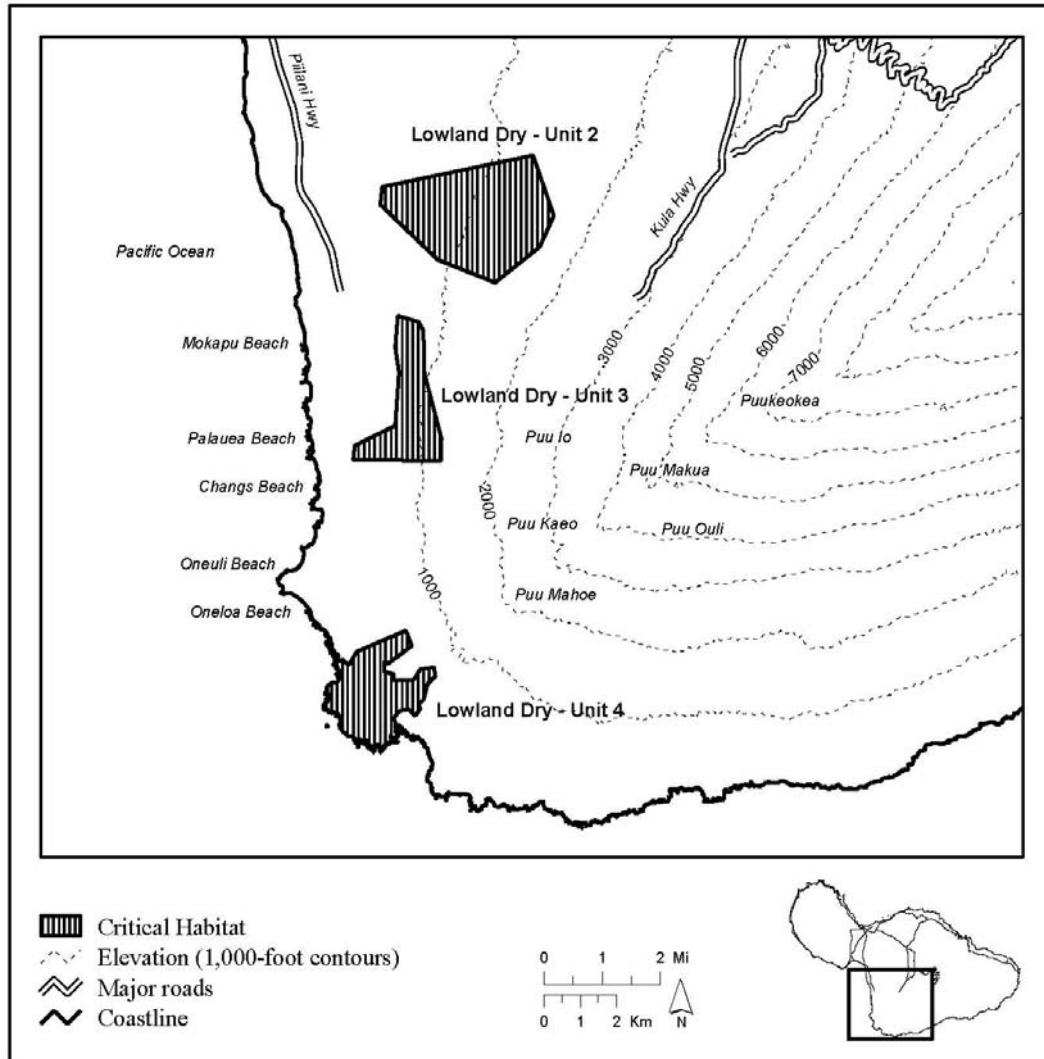 Piilani Hwy
Lowland Dry - Unit 2
Kula Hwy
Pacific Ocean
Mokapu Beach
3000
4000
5000
6000
7000
Puukeokea
Lowland Dry - Unit 3
Palauea Beach
Puu Io
Puu Makua
Changs Beach
2000
Puu Kaeo
Puu Ouli
Oneuli Beach
1000
Puu Mahoe
Oneloa Beach
Lowland Dry - Unit 4
Critical Habitat
Elevation (1,000-foot contours)
Major roads
Coastline
0 1 2 Mi
0 1 2 Km
N